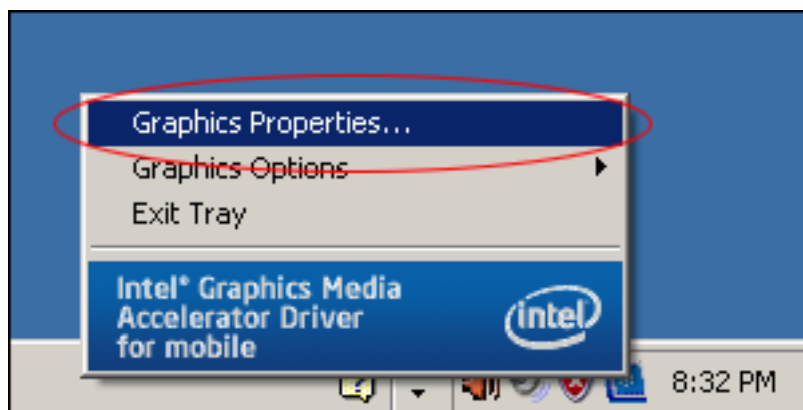 Graphics Properties...
Graphics Options
Exit Tray
Intel® Graphics Media
Accelerator Driver
for mobile
intel
8:32 PM